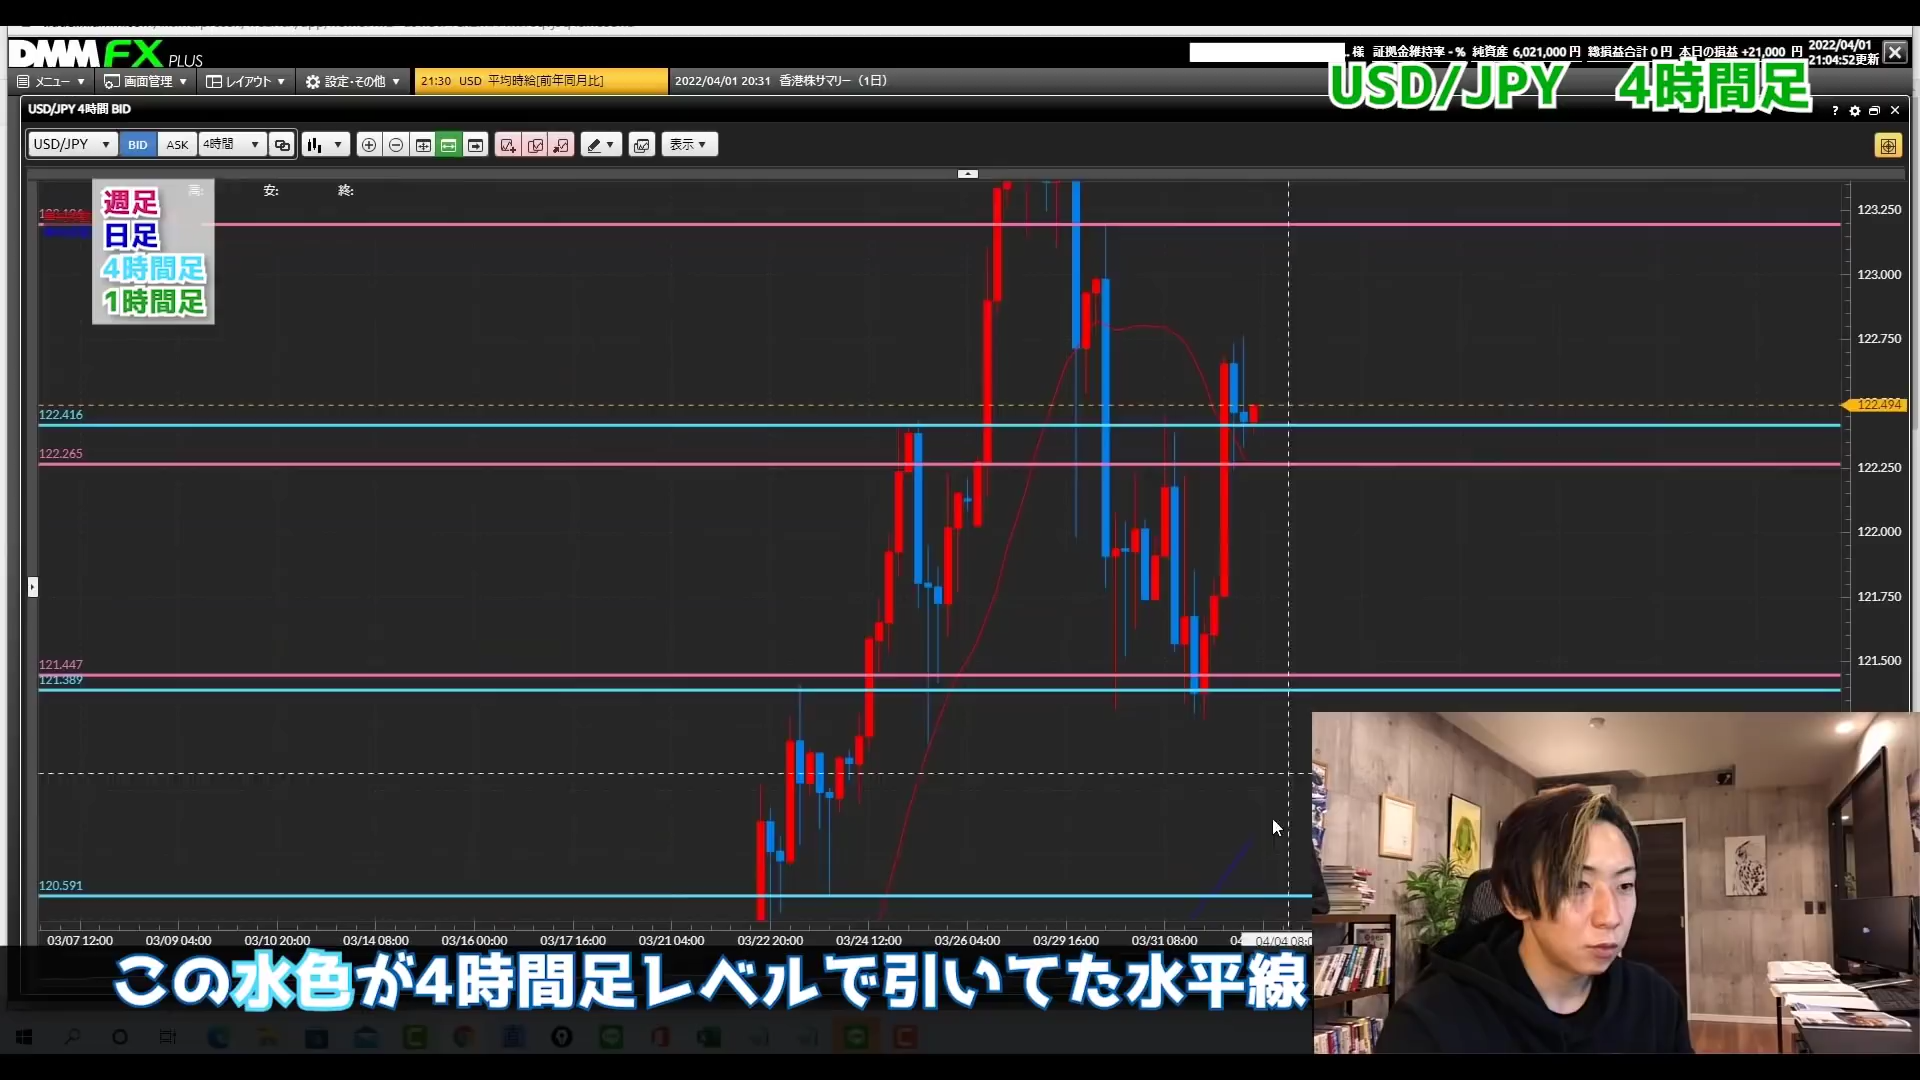 DMM FX PLUS
様 証拠金維持率 - % 純資産 6,021,000 円 総損益合計 0 円 本日の損益 +21,000 円
2022/04/01
21:04:52更新
メニュー
画面管理
レイアウト
設定・その他
21:30 USD 平均時給[前年同月比]
2022/04/01 20:31 香港株サマリー（1日）
USD/JPY 4時間足
USD/JPY 4時間 BID
USD/JPY
BID
ASK
4時間
表示
高:
安:
終:
週足
日足
4時間足
1時間足
123.250
123.000
122.750
122.494
122.416
122.265
122.250
122.000
121.750
121.500
121.447
121.389
120.591
03/07 12:00
03/09 04:00
03/10 20:00
03/14 08:00
03/16 00:00
03/17 16:00
03/21 04:00
03/22 20:00
03/24 12:00
03/26 04:00
03/29 16:00
03/31 08:00
この水色が4時間足レベルで引いてた水平線